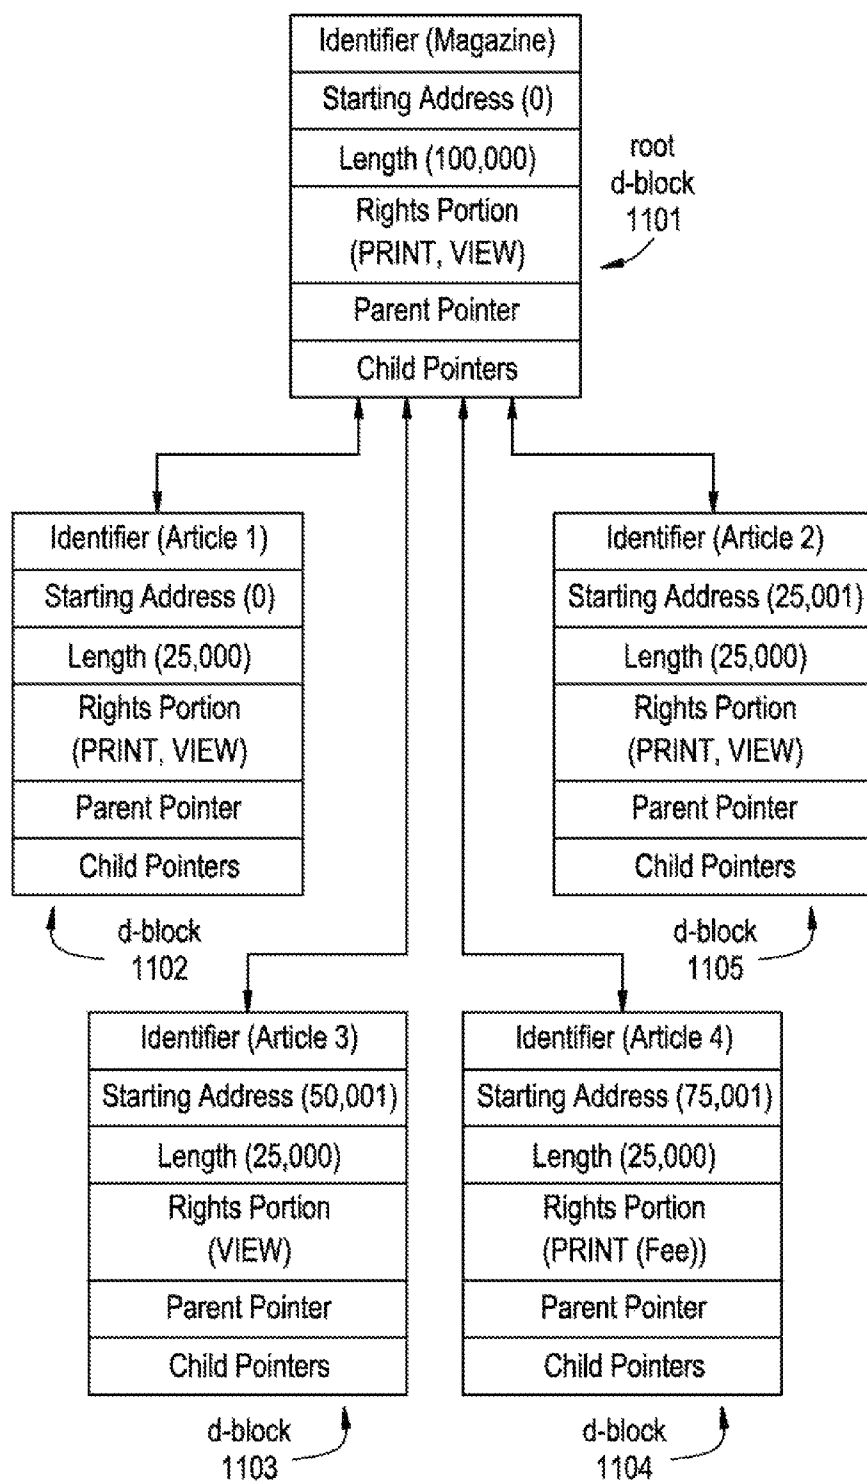 Identifier (Magazine)
Starting Address (0)
Length (100,000)
Rights Portion
(PRINT, VIEW)
Parent Pointer
Child Pointers
root
d-block
1101
Identifier (Article 1)
Starting Address (0)
Length (25,000)
Rights Portion
(PRINT, VIEW)
Parent Pointer
Child Pointers
d-block
1102
Identifier (Article 2)
Starting Address (25,001)
Length (25,000)
Rights Portion
(PRINT, VIEW)
Parent Pointer
Child Pointers
d-block
1105
Identifier (Article 3)
Starting Address (50,001)
Length (25,000)
Rights Portion
(VIEW)
Parent Pointer
Child Pointers
d-block
1103
Identifier (Article 4)
Starting Address (75,001)
Length (25,000)
Rights Portion
(PRINT (Fee))
Parent Pointer
Child Pointers
d-block
1104